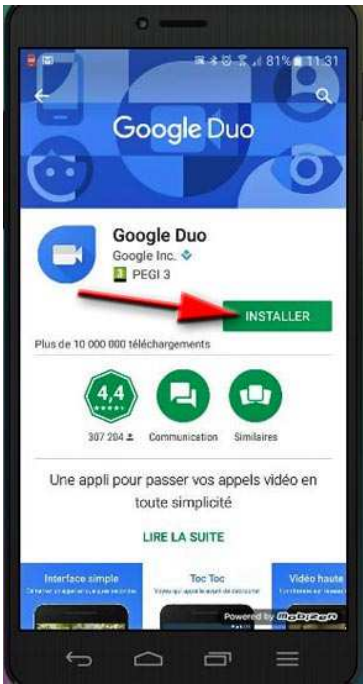 81% 11:31
Google Duo
Google Duo
Google Inc.
3 PEGI 3
INSTALLER
Plus de 10 000 000 téléchargements
4,4
307 204 Communication Similaires
Une appli pour passer vos appels vidéo en
toute simplicité
LIRE LA SUITE
Interface simple Toc Toc Vidéo haute
Powered by Mobizen